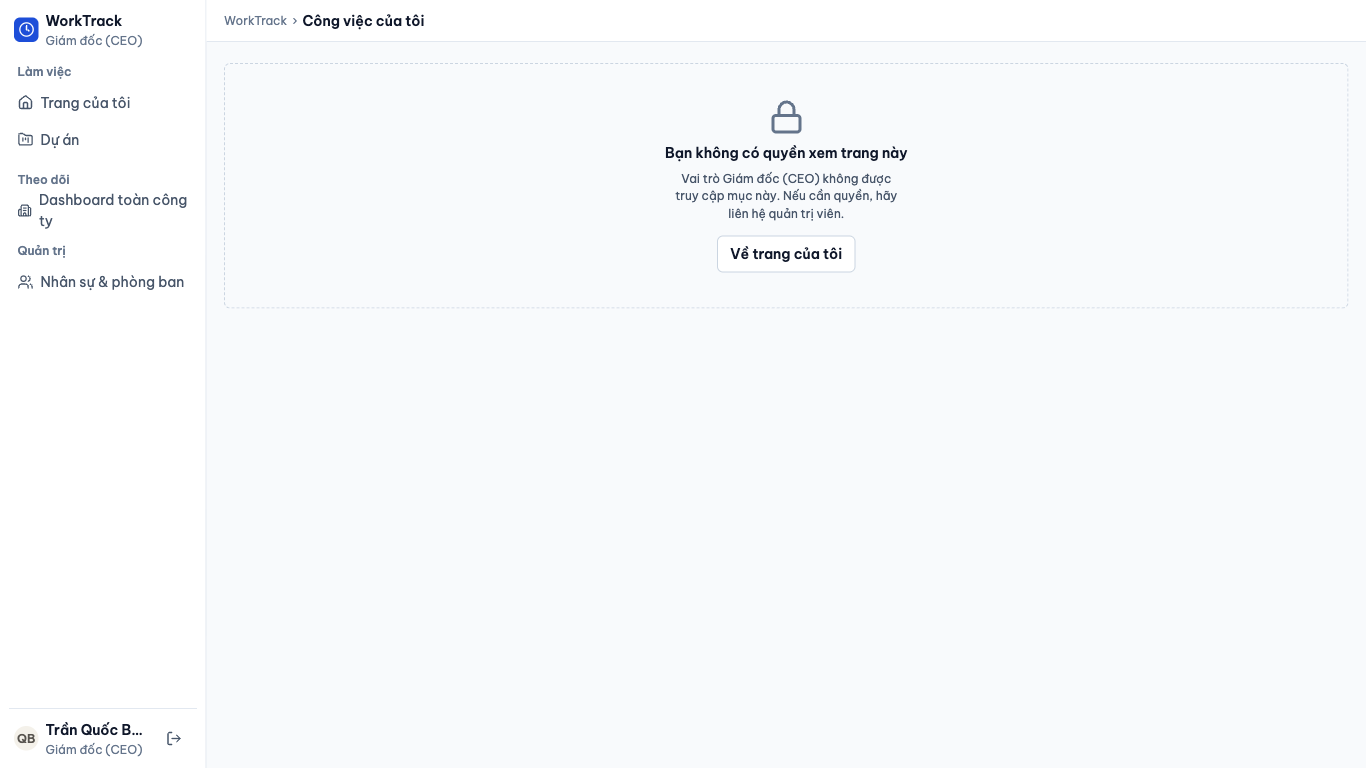 WorkTrack
Giám đốc (CEO)
Làm việc
Trang của tôi
Dự án
Theo dõi
Dashboard toàn công
ty
Quản trị
Nhân sự & phòng ban
QB
Trần Quốc B...
Giám đốc (CEO)
WorkTrack › Công việc của tôi
Bạn không có quyền xem trang này
Vai trò Giám đốc (CEO) không được
truy cập mục này. Nếu cần quyền, hãy
liên hệ quản trị viên.
Về trang của tôi